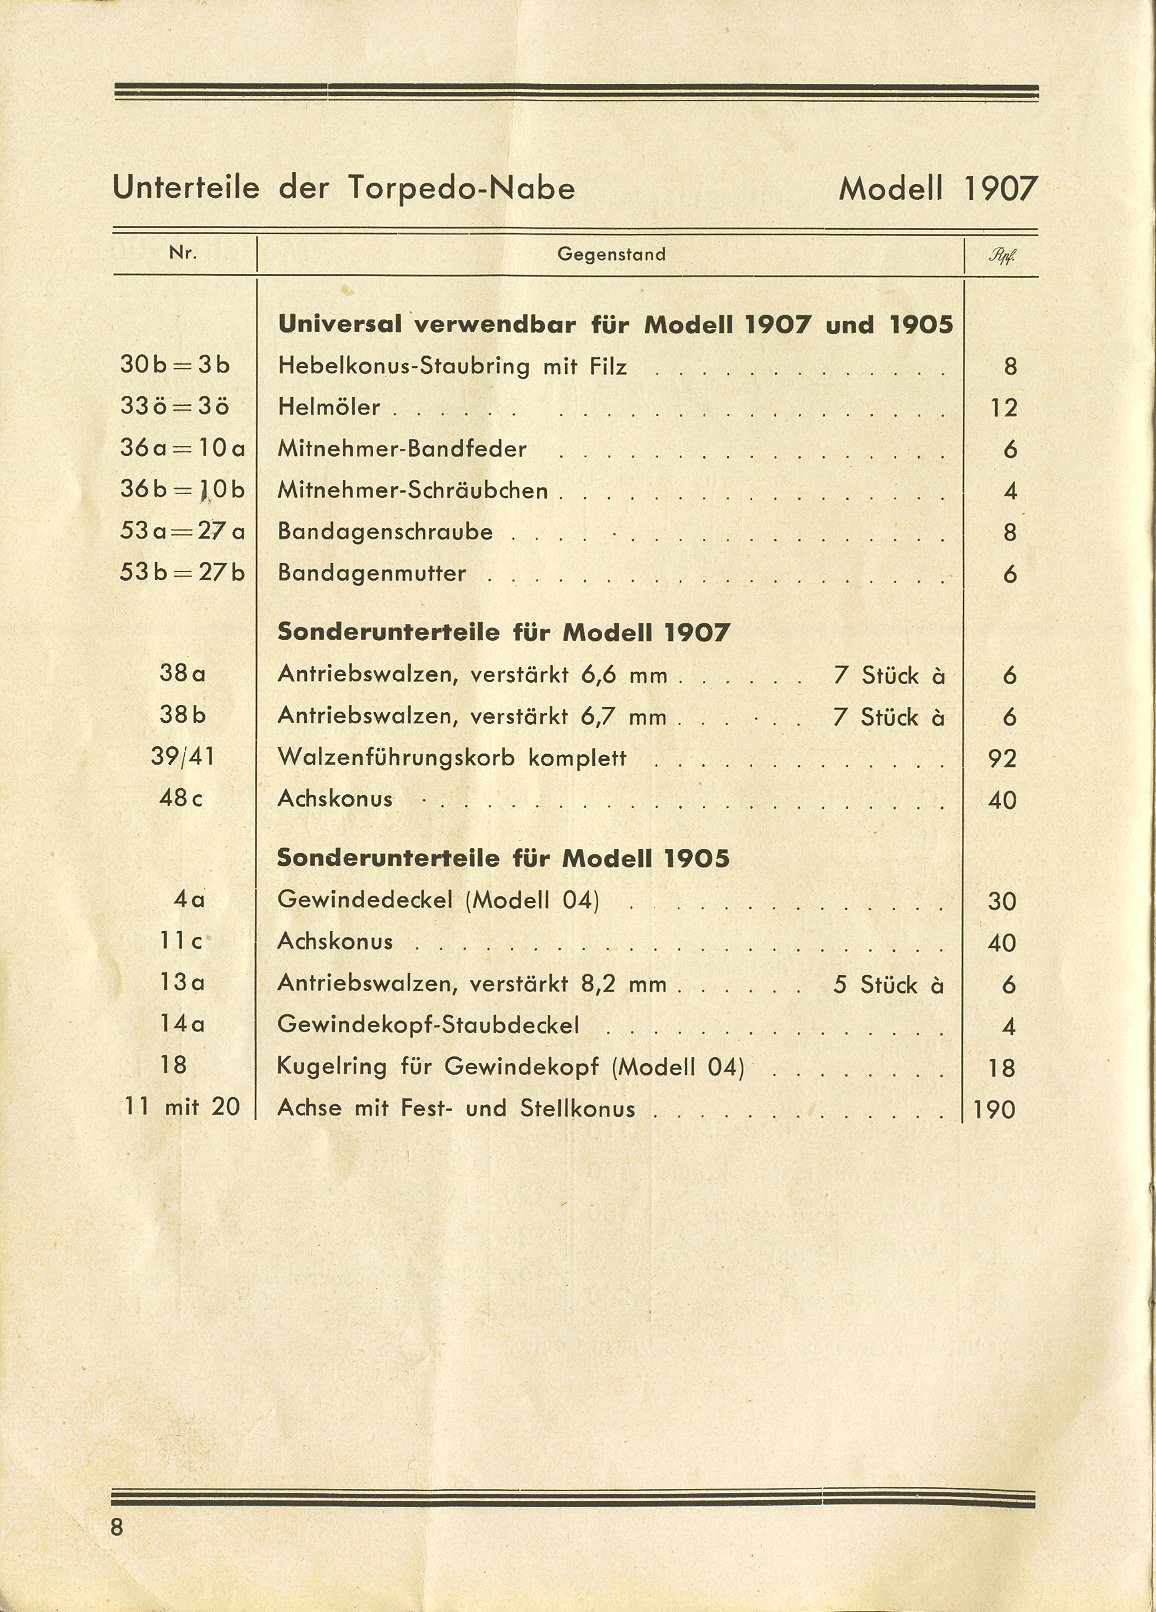 Unterteile der Torpedo-Nabe Modell 1907
Nr. Gegenstand Rpf.
Universal verwendbar für Modell 1907 und 1905
30b = 3b Hebelkonus-Staubring mit Filz . . . . . . . . . . . . . 8
33ö = 3ö Helmöler . . . . . . . . . . . . . . . . . . . . . . . 12
36a = 10a Mitnehmer-Bandfeder . . . . . . . . . . . . . . . . . 6
36b = 10b Mitnehmer-Schräubchen . . . . . . . . . . . . . . . . . 4
53a = 27a Bandagenschraube . . . . . . . . . . . . . . . . . . . 8
53b = 27b Bandagenmutter . . . . . . . . . . . . . . . . . . . . 6
Sonderunterteile für Modell 1907
38a Antriebswalzen, verstärkt 6,6 mm . . . . . . 7 Stück à 6
38b Antriebswalzen, verstärkt 6,7 mm . . . . . . 7 Stück à 6
39/41 Walzenführungskorb komplett . . . . . . . . . . . . . 92
48c Achskonus . . . . . . . . . . . . . . . . . . . . . . . 40
Sonderunterteile für Modell 1905
4a Gewindedeckel (Modell 04) . . . . . . . . . . . . . . 30
11c Achskonus . . . . . . . . . . . . . . . . . . . . . . . 40
13a Antriebswalzen, verstärkt 8,2 mm . . . . . . 5 Stück à 6
14a Gewindekopf-Staubdeckel . . . . . . . . . . . . . . . 4
18 Kugelring für Gewindekopf (Modell 04) . . . . . . . . 18
11 mit 20 Achse mit Fest- und Stellkonus . . . . . . . . . . . . . 190
8